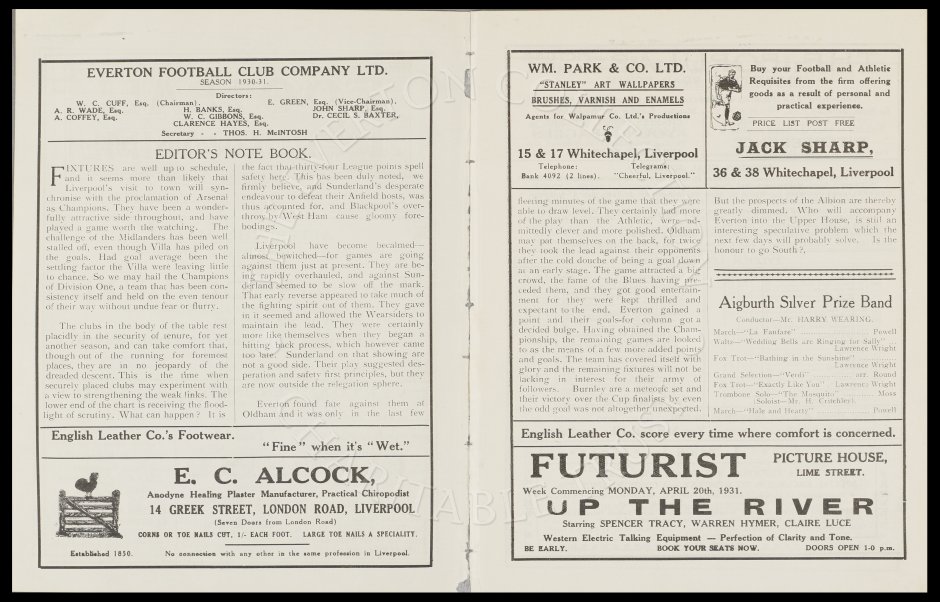 EVERTON FOOTBALL CLUB COMPANY LTD.
SEASON 1930-31.
Directors:
W. C. CUFF, Esq. (Chairman). E. GREEN, Esq. (Vice-Chairman).
A. R. WADE, Esq. H. BANKS, Esq. JOHN SHARP, Esq.
A. COFFEY, Esq. W. C. GIBBONS, Esq. Dr. CECIL S. BAXTER,
CLARENCE HAYES, Esq.
Secretary - - THOS. H. McINTOSH
EDITOR'S NOTE BOOK.
FIXTURES are well up to schedule,
and it seems more than likely that
Liverpool's visit to town will syn-
chronise with the proclamation of Arsenal
as Champions. They have been a wonder-
fully attractive side throughout, and have
played a game worth the watching. The
challenge of the Midlanders has been well
stalled off, even though Villa has piled on
the goals. Had goal average been the
settling factor the Villa were leaving little
to chance. So we may hail the Champions
of Division One, a team that has been con-
sistency itself and held on the even tenour
of their way without undue fear or flurry.
The clubs in the body of the table rest
placidly in the security of tenure, for yet
another season, and can take comfort that,
though out of the running for foremost
places, they are in no jeopardy of the
dreaded descent. This is the time when
securely placed clubs may experiment with
a view to strengthening the weak links. The
lower end of the chart is receiving the flood-
light of scrutiny. What can happen? It is
the fact that thirty-four League points spell
safety here. This has been duly noted, we
firmly believe, and Sunderland's desperate
endeavour to defeat their Anfield hosts, was
thus accounted for, and Blackpool's over-
throw by West Ham cause gloomy fore-
bodings.
Liverpool have become becalmed—
almost bewitched—for games are going
against them just at present. They are be-
ing rapidly overhauled, and against Sun-
derland seemed to be slow off the mark.
That early reverse appeared to take much of
the fighting spirit out of them. They gave
in it seemed and allowed the Wearsiders to
maintain the lead. They were certainly
more like themselves when they began a
hitting back process, which however came
too late. Sunderland on that showing are
not a good side. Their play suggested des-
peration and safety first principles, but they
are now outside the relegation sphere.
Everton found fate against them at
Oldham and it was only in the last few
English Leather Co.'s Footwear.
"Fine" when it's "Wet."
E. C. ALCOCK,
Anodyne Healing Plaster Manufacturer, Practical Chiropodist
14 GREEK STREET, LONDON ROAD, LIVERPOOL
(Seven Doors from London Road)
CORNS OR TOE NAILS CUT, 1/- EACH FOOT. LARGE TOE NAILS A SPECIALITY.
Established 1850. No connection with any other in the same profession in Liverpool.
WM. PARK & CO. LTD.
"STANLEY" ART WALLPAPERS
BRUSHES, VARNISH AND ENAMELS
Agents for Walpamur Co. Ltd.'s Productions
15 & 17 Whitechapel, Liverpool
Telephone: Telegrams:
Bank 4092 (2 lines). "Cheerful, Liverpool."
Buy your Football and Athletic
Requisites from the firm offering
goods as a result of personal and
practical experience.
PRICE LIST POST FREE
JACK SHARP,
36 & 38 Whitechapel, Liverpool
fleeting minutes of the game that they were
able to draw level. They certainly had more
of the play than the Athletic, were ad-
mittedly clever and more polished. Oldham
may pat themselves on the back, for twice
they took the lead against their opponents
after the cold douche of being a goal down
at an early stage. The game attracted a big
crowd, the fame of the Blues having pre-
ceded them, and they got good entertain-
ment for they were kept thrilled and
expectant to the end. Everton gained a
point and their goals-for column got a
decided bulge. Having obtained the Cham-
pionship, the remaining games are looked
to as the means of a few more added points
and goals. The team has covered itself with
glory and the remaining fixtures will not be
lacking in interest for their army of
followers. Burnley are a meteoric set and
their victory over the Cup finalists by even
the odd goal was not altogether unexpected.
But the prospects of the Albion are thereby
greatly dimmed. Who will accompany
Everton into the Upper House, is still an
interesting speculative problem which the
next few days will probably solve. Is the
honour to go South?,
Aigburth Silver Prize Band
Conductor—Mr. HARRY WEARING.
March—"La Fanfare" Powell
Waltz—"Wedding Bells are Ringing for Sally"
Lawrence Wright
Fox Trot—"Bathing in the Sunshine"
Lawrence Wright
Grand Selection—"Verdi" arr. Round
Fox Trot—"Exactly Like You" Lawrence Wright
Trombone Solo—"The Mosquito" Moss
(Soloist—Mr. H. Critchley).
March—"Hale and Hearty" Powell
English Leather Co. score every time where comfort is concerned.
FUTURIST PICTURE HOUSE,
LIME STREET.
Week Commencing MONDAY, APRIL 20th, 1931.
UP THE RIVER
Starring SPENCER TRACY, WARREN HYMER, CLAIRE LUCE
Western Electric Talking Equipment — Perfection of Clarity and Tone.
BE EARLY. BOOK YOUR SEATS NOW. DOORS OPEN 1-0 p.m.